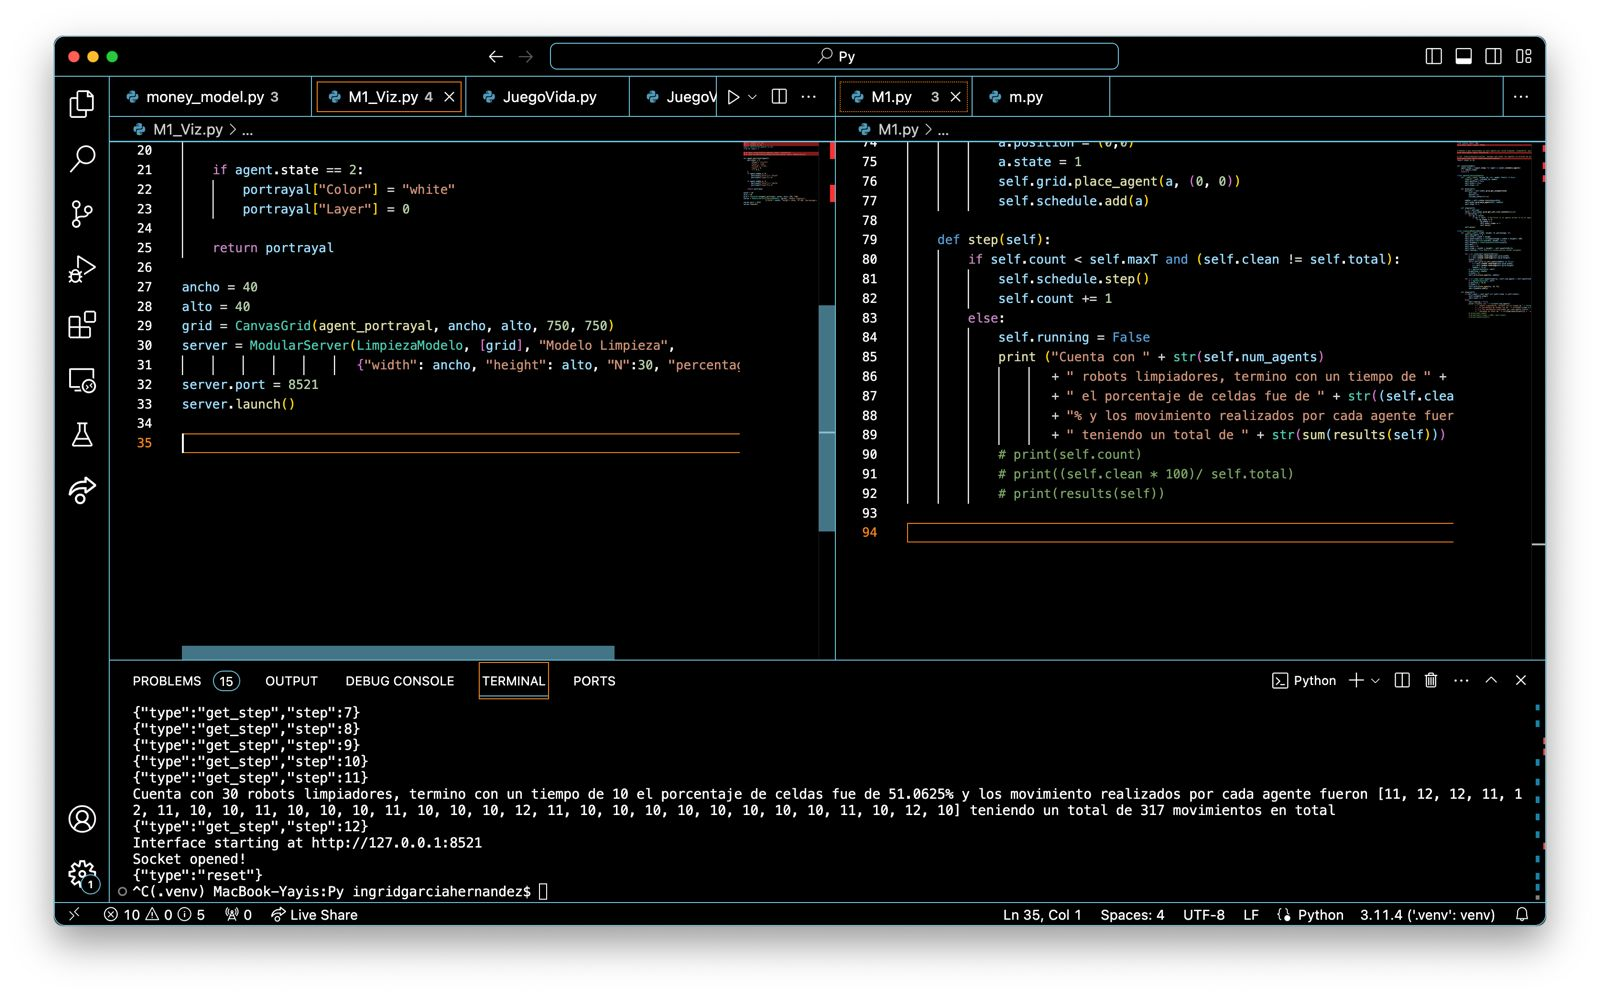 Py
money_model.py 3
M1_Viz.py 4
JuegoVida.py
JuegoV
M1.py 3
m.py
M1_Viz.py > ...
20
21 if agent.state == 2:
22 portrayal["Color"] = "white"
23 portrayal["Layer"] = 0
24
25 return portrayal
26
27 ancho = 40
28 alto = 40
29 grid = CanvasGrid(agent_portrayal, ancho, alto, 750, 750)
30 server = ModularServer(LimpiezaModelo, [grid], "Modelo Limpieza",
31 {"width": ancho, "height": alto, "N":30, "percentag
32 server.port = 8521
33 server.launch()
34
35
M1.py > ...
74 a.position = (0,0)
75 a.state = 1
76 self.grid.place_agent(a, (0, 0))
77 self.schedule.add(a)
78
79 def step(self):
80 if self.count < self.maxT and (self.clean != self.total):
81 self.schedule.step()
82 self.count += 1
83 else:
84 self.running = False
85 print ("Cuenta con " + str(self.num_agents)
86 + " robots limpiadores, termino con un tiempo de " +
87 + " el porcentaje de celdas fue de " + str((self.clea
88 + "% y los movimiento realizados por cada agente fuer
89 + " teniendo un total de " + str(sum(results(self)))
90 # print(self.count)
91 # print((self.clean * 100)/ self.total)
92 # print(results(self))
93
94
PROBLEMS 15 OUTPUT DEBUG CONSOLE TERMINAL PORTS
Python
{"type":"get_step","step":7}
{"type":"get_step","step":8}
{"type":"get_step","step":9}
{"type":"get_step","step":10}
{"type":"get_step","step":11}
Cuenta con 30 robots limpiadores, termino con un tiempo de 10 el porcentaje de celdas fue de 51.0625% y los movimiento realizados por cada agente fueron [11, 12, 12, 11, 1
2, 11, 10, 10, 11, 10, 10, 10, 11, 10, 10, 10, 12, 11, 10, 10, 10, 10, 10, 10, 10, 11, 10, 12, 10] teniendo un total de 317 movimientos en total
{"type":"get_step","step":12}
Interface starting at http://127.0.0.1:8521
Socket opened!
{"type":"reset"}
^C(.venv) MacBook-Yayis:Py ingridgarciahernandez$
1
10 0 5 0 Live Share
Ln 35, Col 1 Spaces: 4 UTF-8 LF Python 3.11.4 ('.venv': venv)